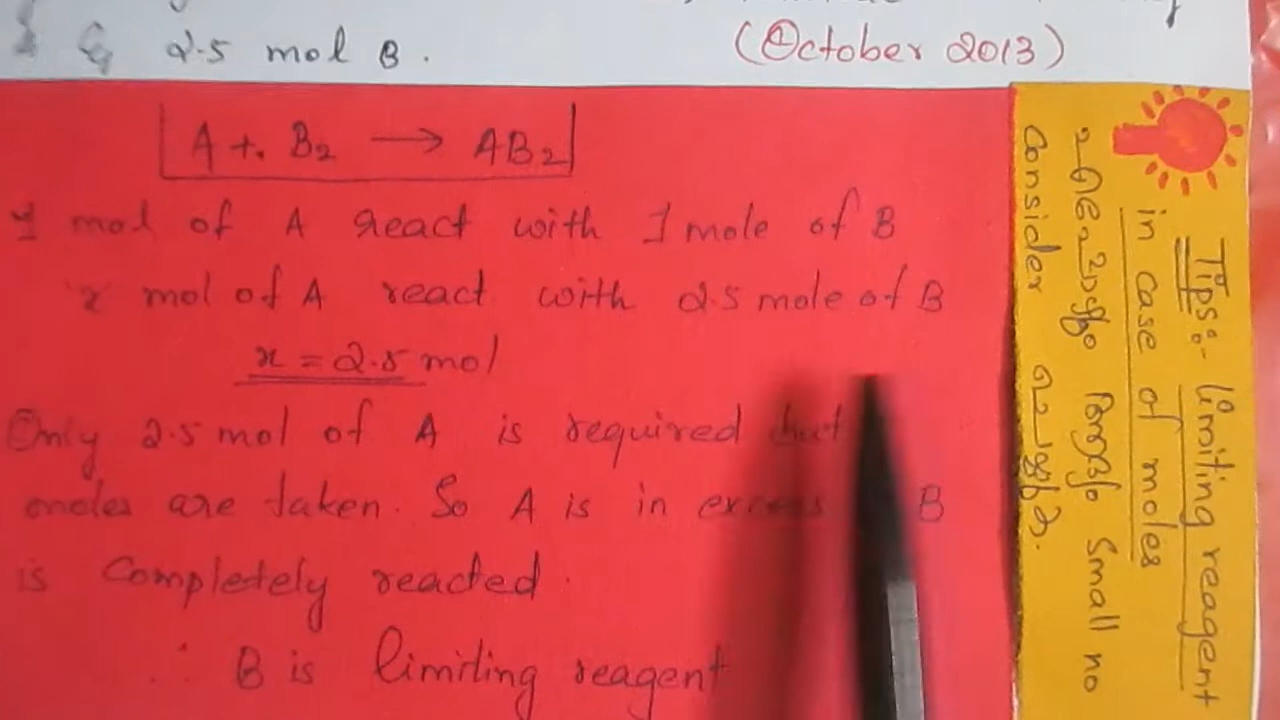 & 2.5 mol B.
(October 2013)
A + B2 → AB2
1 mol of A react with 1 mole of B
x mol of A react with 2.5 mole of B
x = 2.5 mol
Only 2.5 mol of A is required but
moles are taken. So A is in excess B
is Completely reacted.
∴ B is limiting reagent
Tips:- limiting reagent
in case of moles
Small no
Consider